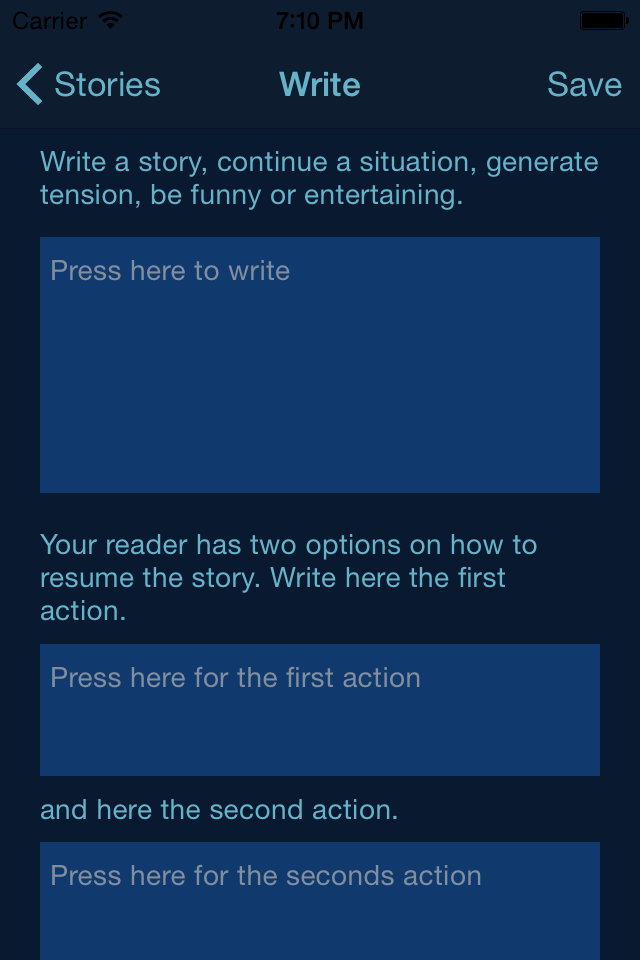 Carrier 7:10 PM
Stories Write Save
Write a story, continue a situation, generate
tension, be funny or entertaining.
Press here to write
Your reader has two options on how to
resume the story. Write here the first
action.
Press here for the first action
and here the second action.
Press here for the seconds action